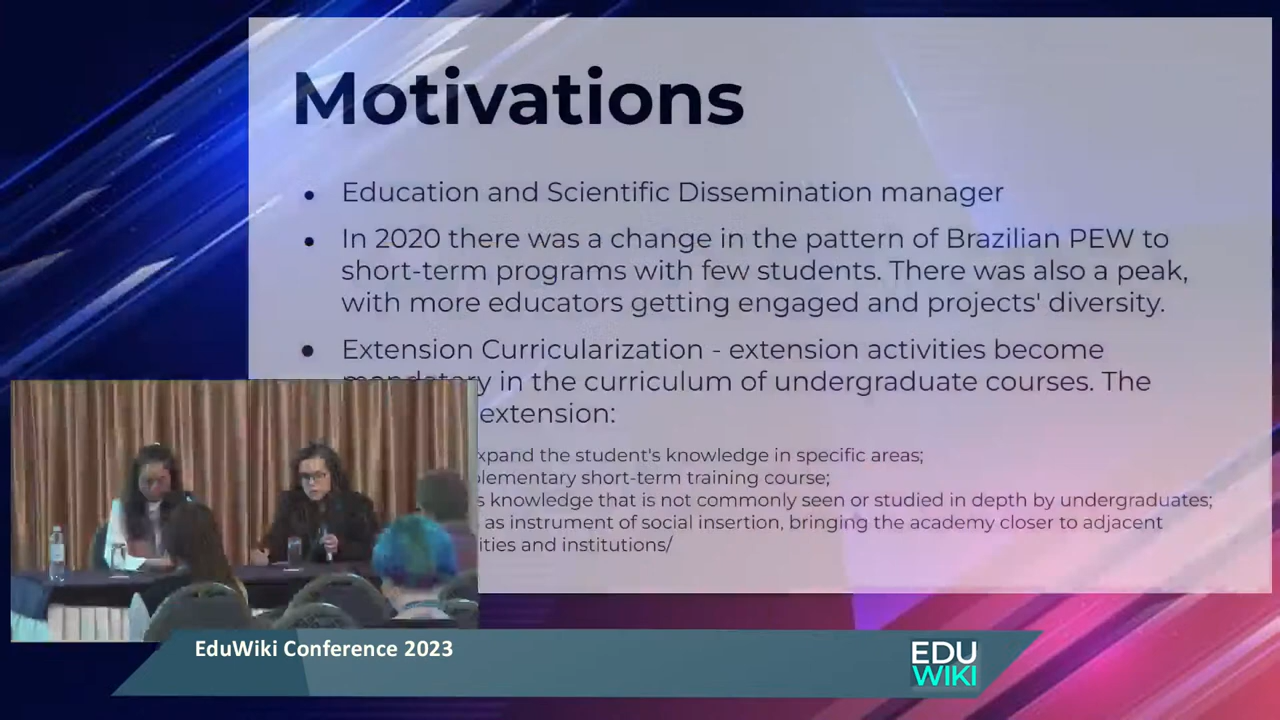 Motivations
• Education and Scientific Dissemination manager
• In 2020 there was a change in the pattern of Brazilian PEW to
short-term programs with few students. There was also a peak,
with more educators getting engaged and projects' diversity.
• Extension Curricularization - extension activities become
mandatory in the curriculum of undergraduate courses. The
extension:
xpand the student's knowledge in specific areas;
plementary short-term training course;
s knowledge that is not commonly seen or studied in depth by undergraduates;
as instrument of social insertion, bringing the academy closer to adjacent
ities and institutions/
EduWiki Conference 2023
EDU
WIKI